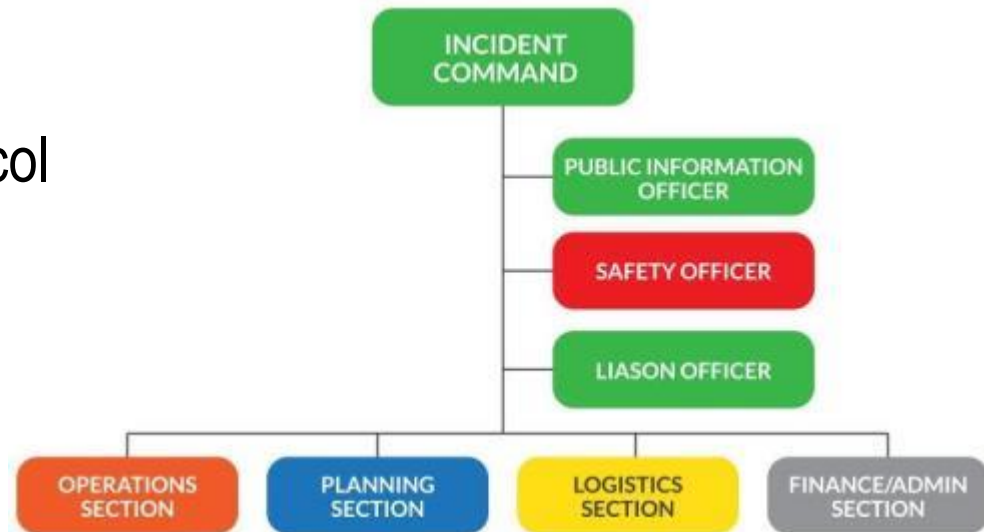 INCIDENT
COMMAND
col
PUBLIC INFORMATION
OFFICER
SAFETY OFFICER
LIASON OFFICER
OPERATIONS
SECTION
PLANNING
SECTION
LOGISTICS
SECTION
FINANCE/ADMIN
SECTION